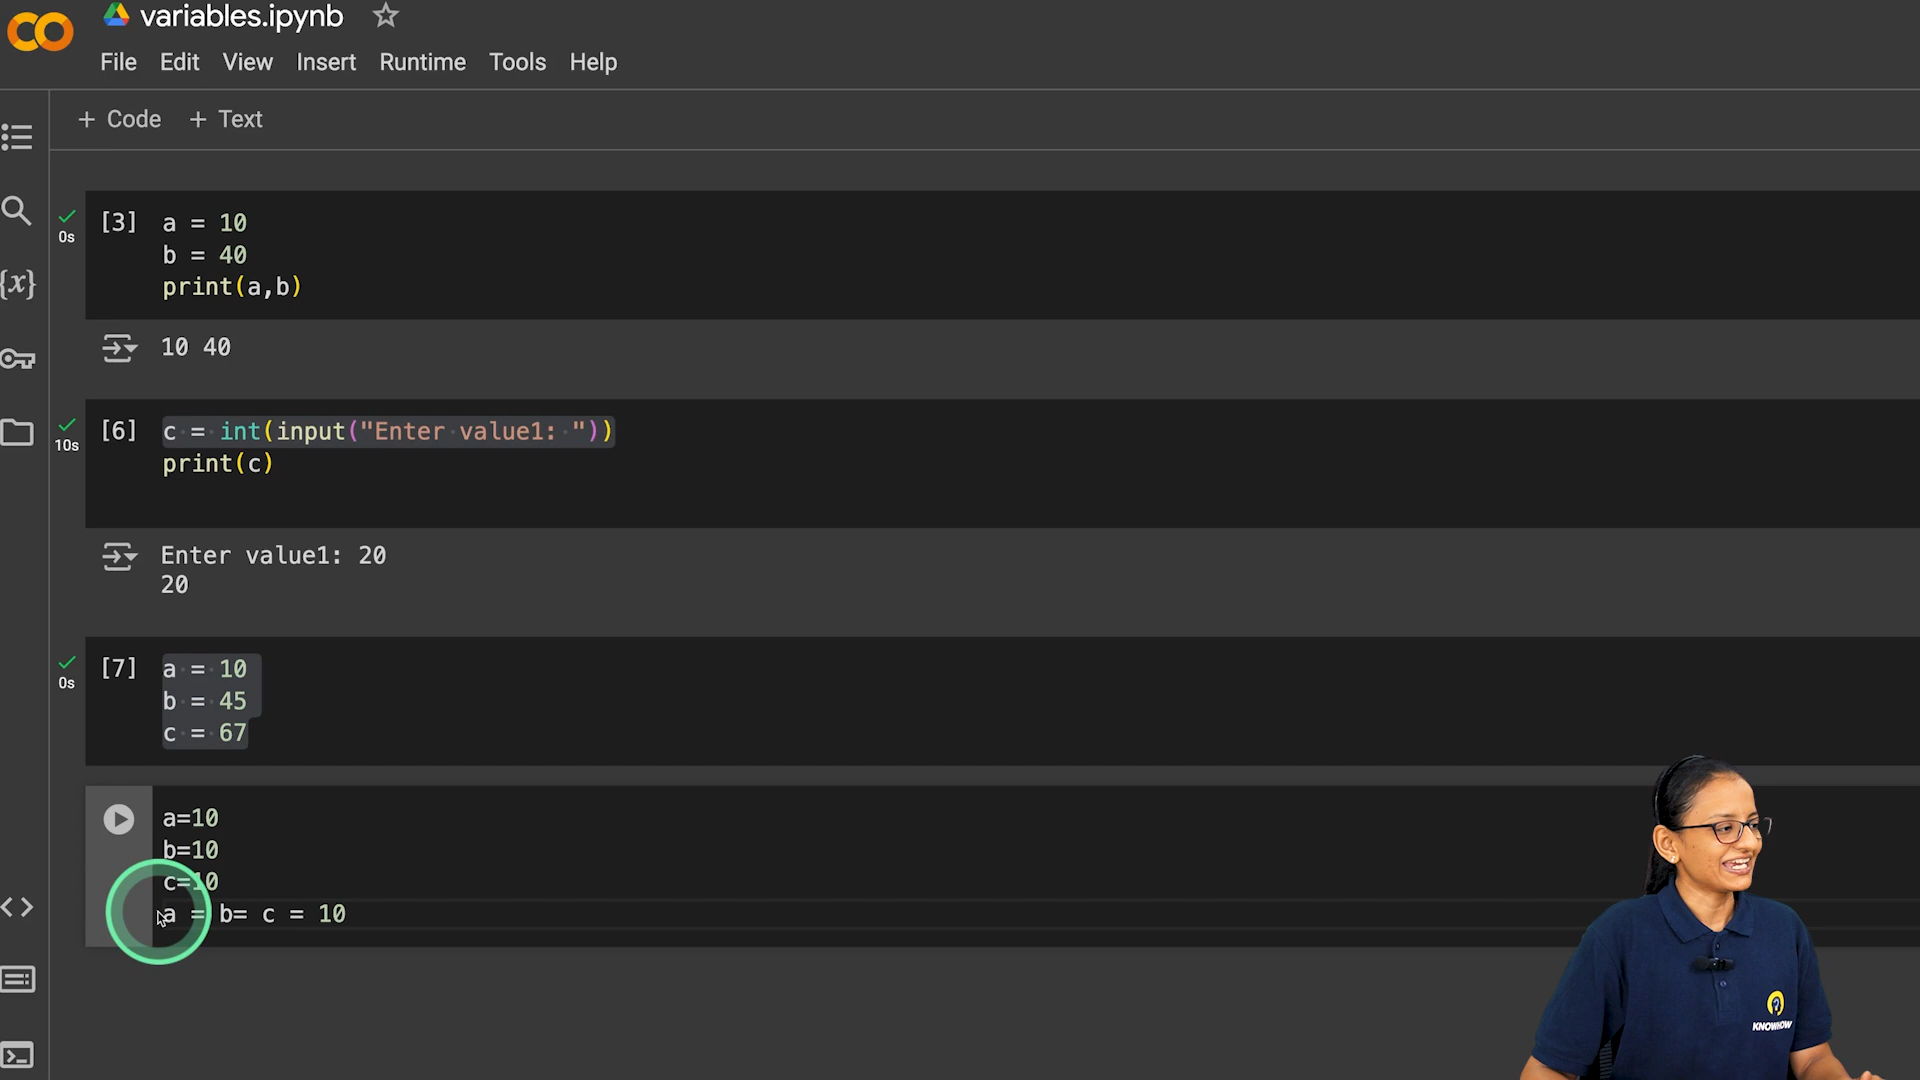 variables.ipynb
File Edit View Insert Runtime Tools Help
+ Code + Text
[3] a = 10
b = 40
print(a,b)
0s
10 40
[6] c = int(input("Enter value1: "))
print(c)
10s
Enter value1: 20
20
[7] a = 10
b = 45
c = 67
0s
a=10
b=10
c=10
a = b= c = 10
{x}
KNOWHOW